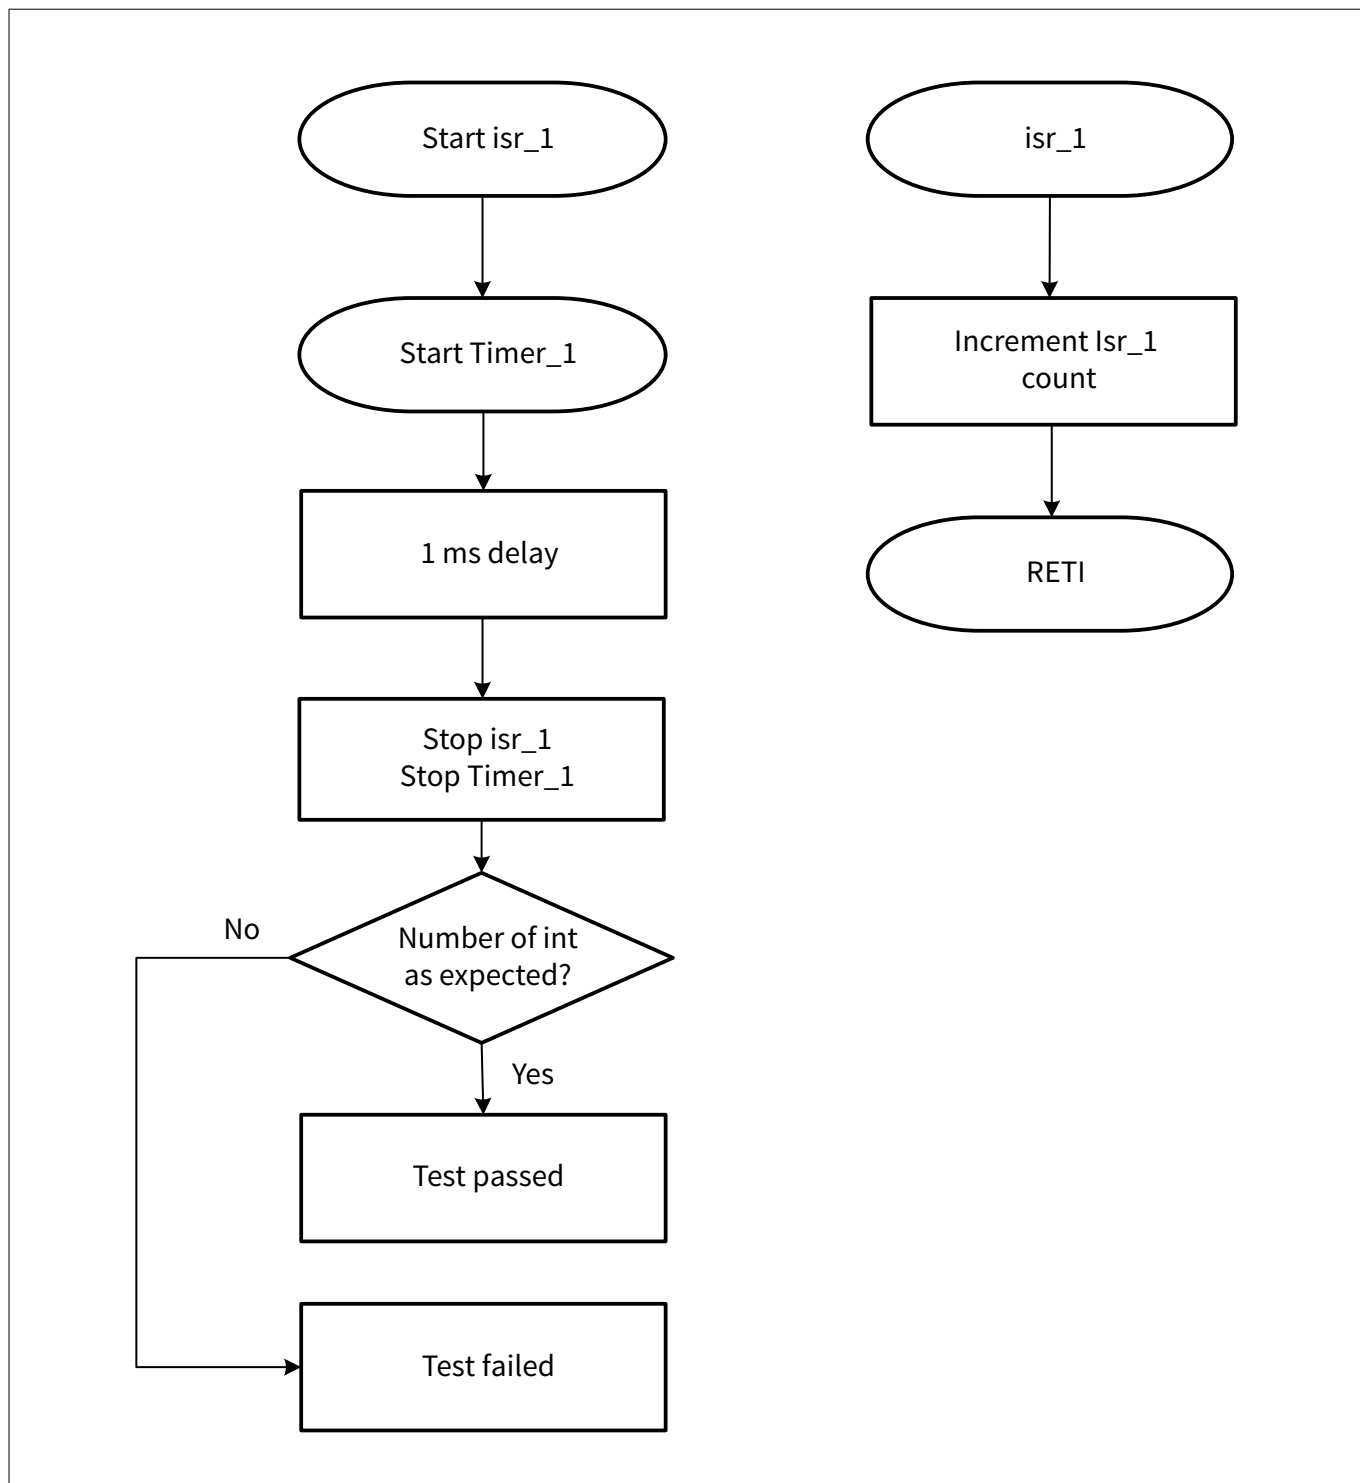 Start isr_1
Start Timer_1
1 ms delay
Stop isr_1
Stop Timer_1
No
Number of int
as expected?
Yes
Test passed
Test failed
isr_1
Increment Isr_1
count
RETI